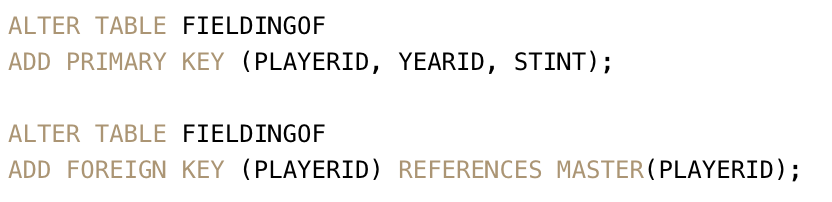 ALTER TABLE FIELDINGOF
ADD PRIMARY KEY (PLAYERID, YEARID, STINT);
ALTER TABLE FIELDINGOF
ADD FOREIGN KEY (PLAYERID) REFERENCES MASTER(PLAYERID);